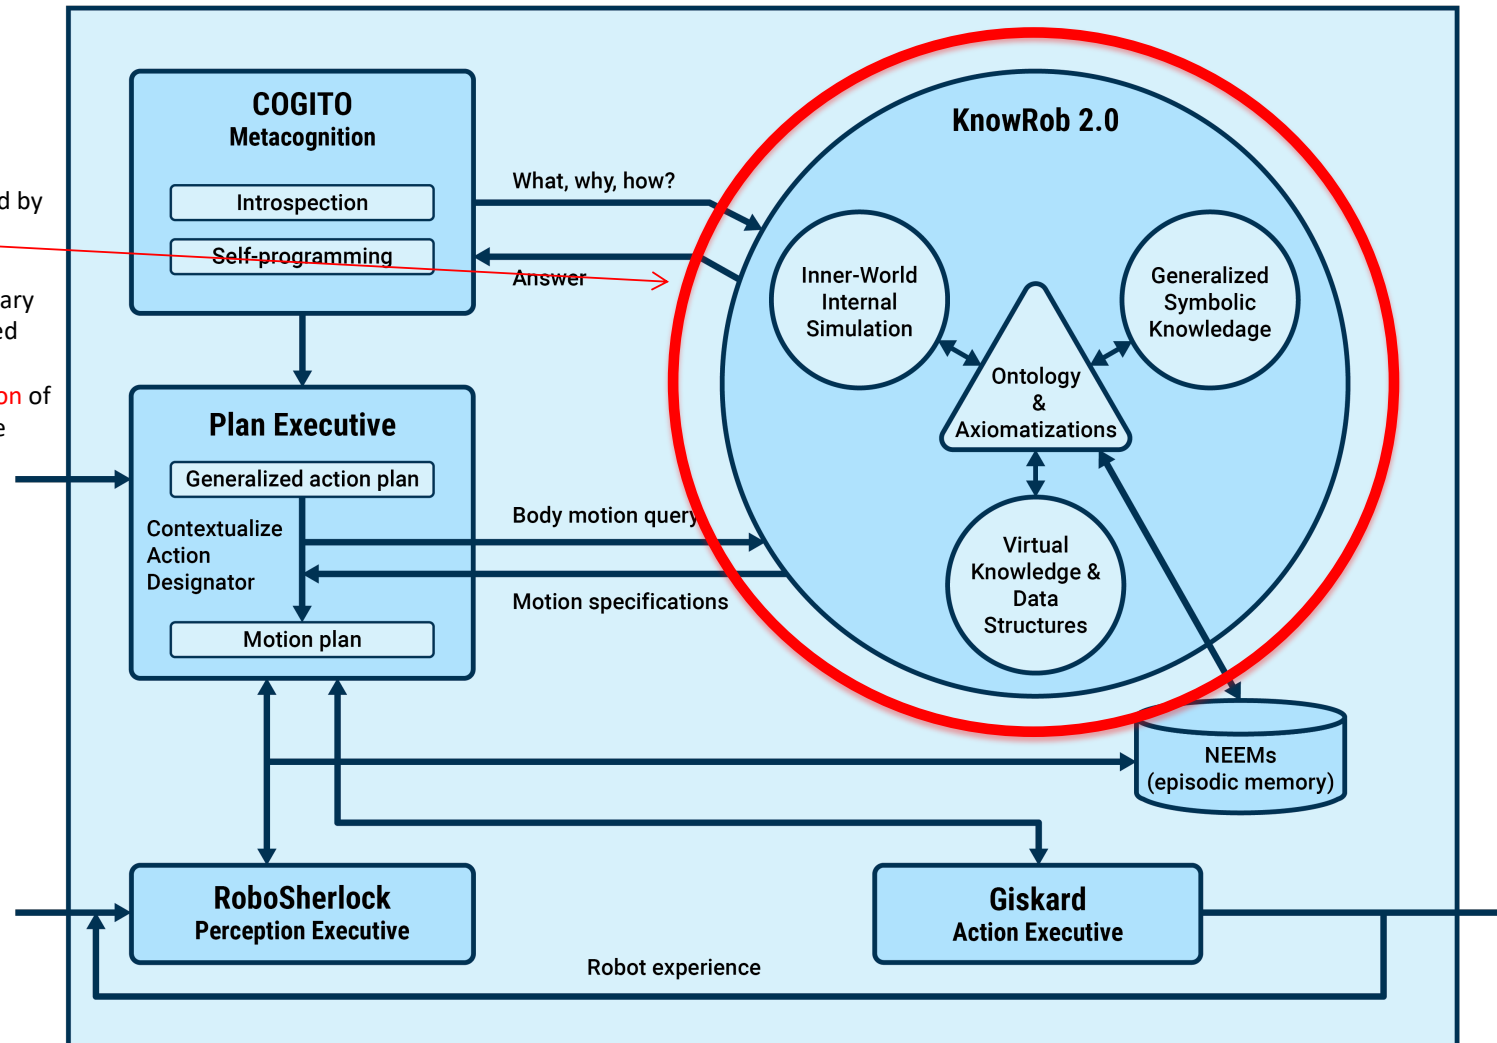 COGITO
Metacognition
Introspection
Self-programming
What, why, how?
Answer
KnowRob 2.0
Inner-World
Internal
Simulation
Generalized
Symbolic
Knowledage
Ontology
&
Axiomatizations
Virtual
Knowledge &
Data
Structures
d by
ary
ed
on of
e
Plan Executive
Generalized action plan
Contextualize
Action
Designator
Motion plan
Body motion query
Motion specifications
NEEMs
(episodic memory)
RoboSherlock
Perception Executive
Giskard
Action Executive
Robot experience